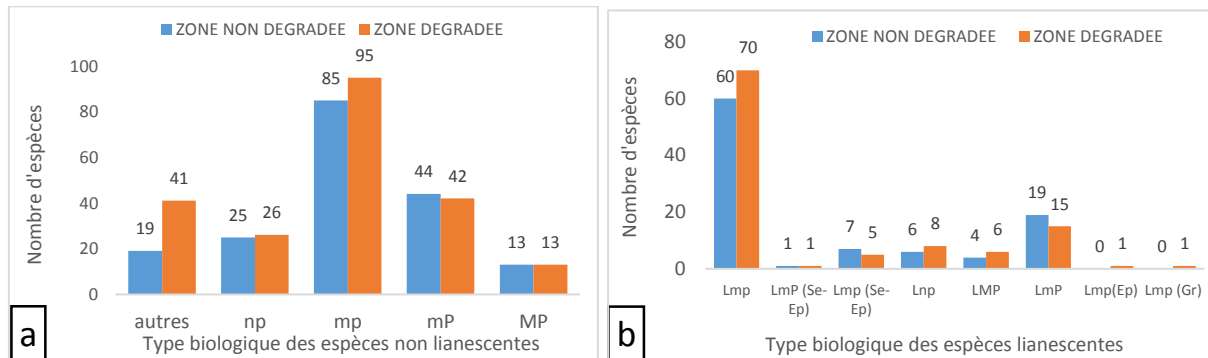 ZONE NON DEGRADEE ZONE DEGRADEE
Nombre d'espèces
100
80
60
40
20
0
19 41 25 26 85 95 44 42 13 13
autres np mp mP MP
Type biologique des espèces non lianescentes
a
ZONE NON DEGRADEE ZONE DEGRADEE
Nombre d'espèces
80
60
40
20
0
60 70 1 1 7 5 6 8 4 6 19 15 0 1 0 1
Lmp LmP (Se-Ep) Lmp (Se-Ep) Lnp LMP LmP Lmp(Ep) Lmp (Gr)
Type biologique des espèces lianescentes
b